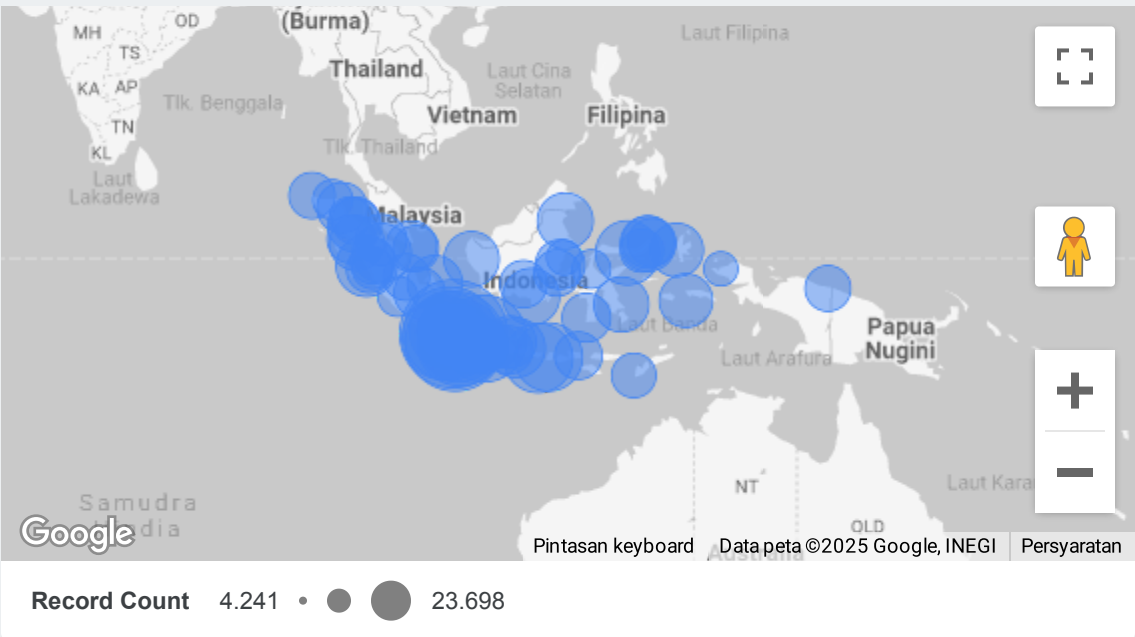 (Burma)
OD
MH
TS
Laut Filipina
Thailand
Laut Cina
Selatan
KA
AP
Tlk. Benggala
Vietnam
Filipina
TN
Tlk. Thailand
KL
Laut
Lakadewa
Malaysia
Indonesia
Laut Banda
Papua
Nugini
Laut Arafura
NT
Laut Kara
Samudra
dia
Google
QLD
Australia
Pintasan keyboard
Data peta ©2025 Google, INEGI
Persyaratan
Record Count
4.241
23.698